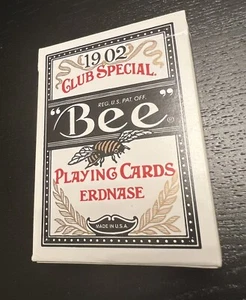 1902
CLUB SPECIAL.
REG. U.S. PAT. OFF.
"Bee"®
PLAYING CARDS
ERDNASE
MADE IN U.S.A.